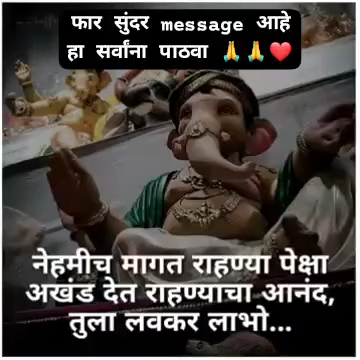 फार सुंदर message आहे
हा सर्वांना पाठवा 🙏🙏❤️
नेहमीच मागत राहण्या पेक्षा
अखंड देत राहण्याचा आनंद,
तुला लवकर लाभो...